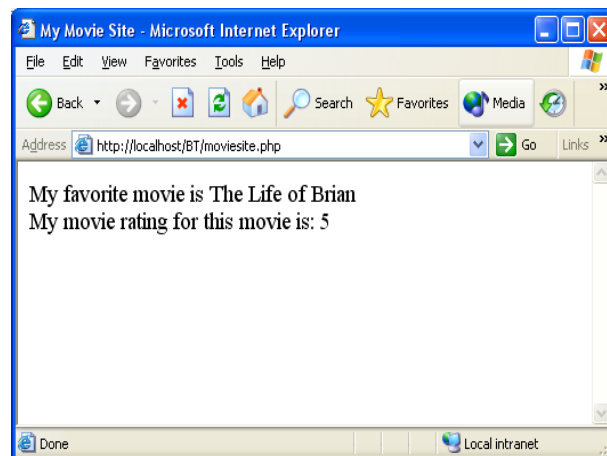 My Movie Site - Microsoft Internet Explorer
File Edit View Favorites Tools Help
Back Search Favorites Media »
Address http://localhost/BT/moviesite.php Go Links »
My favorite movie is The Life of Brian
My movie rating for this movie is: 5
Done Local intranet